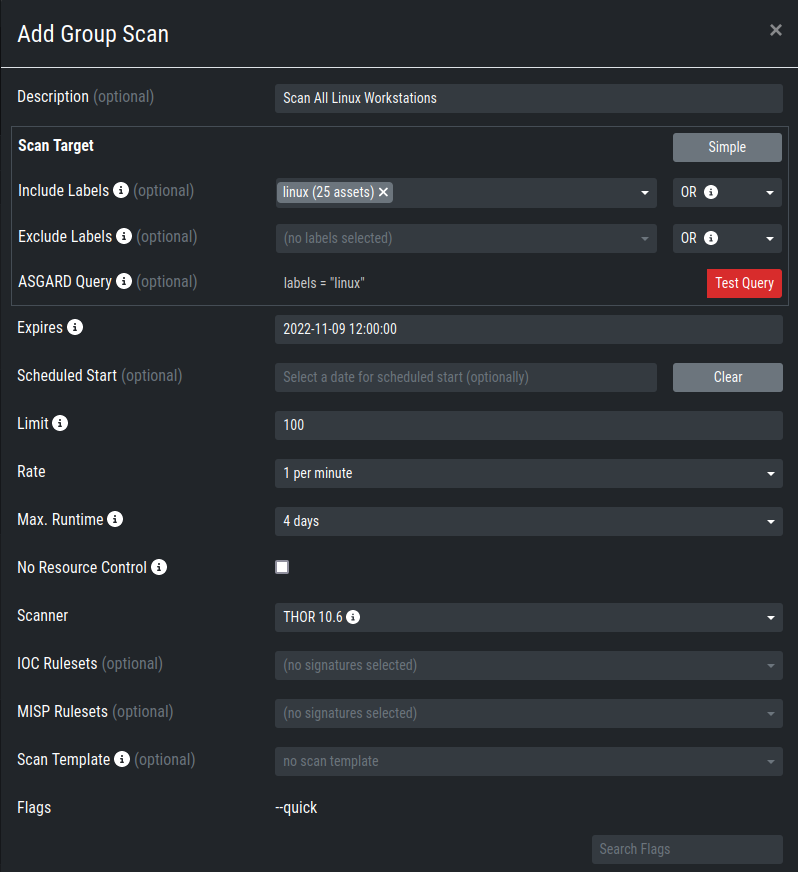 Add Group Scan ×
Description (optional) Scan All Linux Workstations
Scan Target Simple
Include Labels (optional) linux (25 assets) × OR
Exclude Labels (optional) (no labels selected) OR
ASGARD Query (optional) labels = "linux" Test Query
Expires 2022-11-09 12:00:00
Scheduled Start (optional) Select a date for scheduled start (optionally) Clear
Limit 100
Rate 1 per minute
Max. Runtime 4 days
No Resource Control
Scanner THOR 10.6
IOC Rulesets (optional) (no signatures selected)
MISP Rulesets (optional) (no signatures selected)
Scan Template (optional) no scan template
Flags --quick
Search Flags